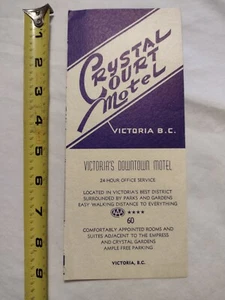 CRYSTAL
COURT
Motel
VICTORIA B.C.
VICTORIA'S DOWNTOWN MOTEL
24-HOUR OFFICE SERVICE
LOCATED IN VICTORIA'S BEST DISTRICT
SURROUNDED BY PARKS AND GARDENS
EASY WALKING DISTANCE TO EVERYTHING
AAA ★★★★
60
COMFORTABLY APPOINTED ROOMS AND
SUITES ADJACENT TO THE EMPRESS
AND CRYSTAL GARDENS
AMPLE FREE PARKING
VICTORIA, B.C.
1
2
3
4
5
6
7
8
9